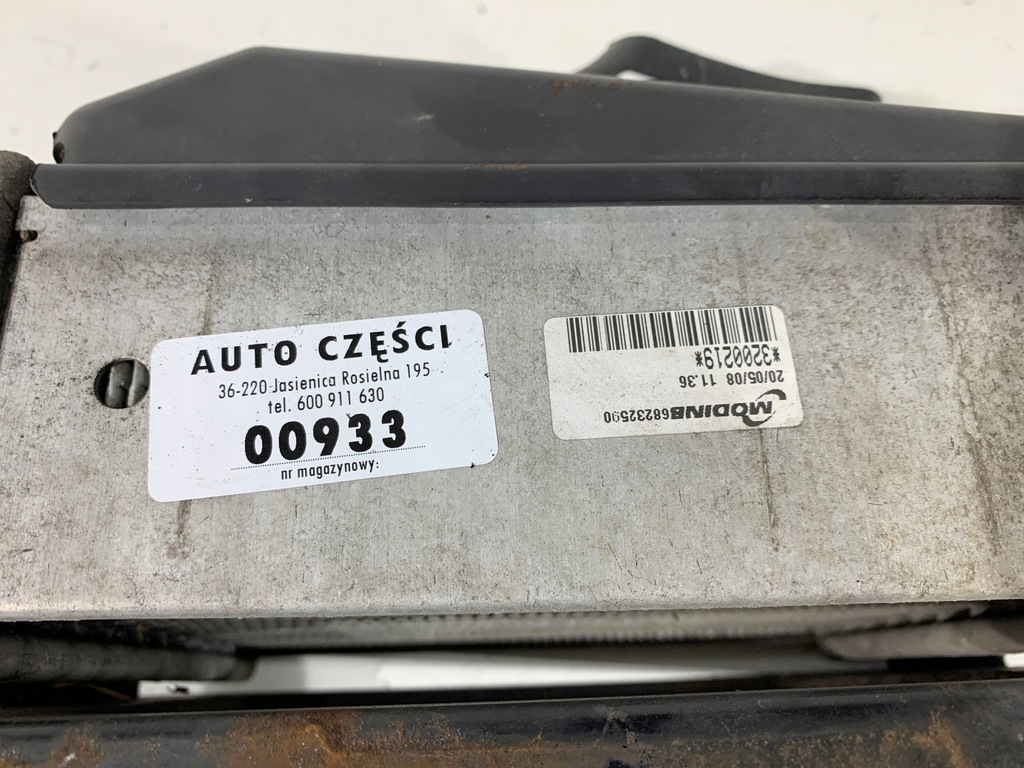 AUTO CZĘŚCI
36-220 Jasienica Rosielna 195
tel. 600 911 630
00933
nr magazynowy:
MODINE 68232500
20/05/08 11.36
*3200219*